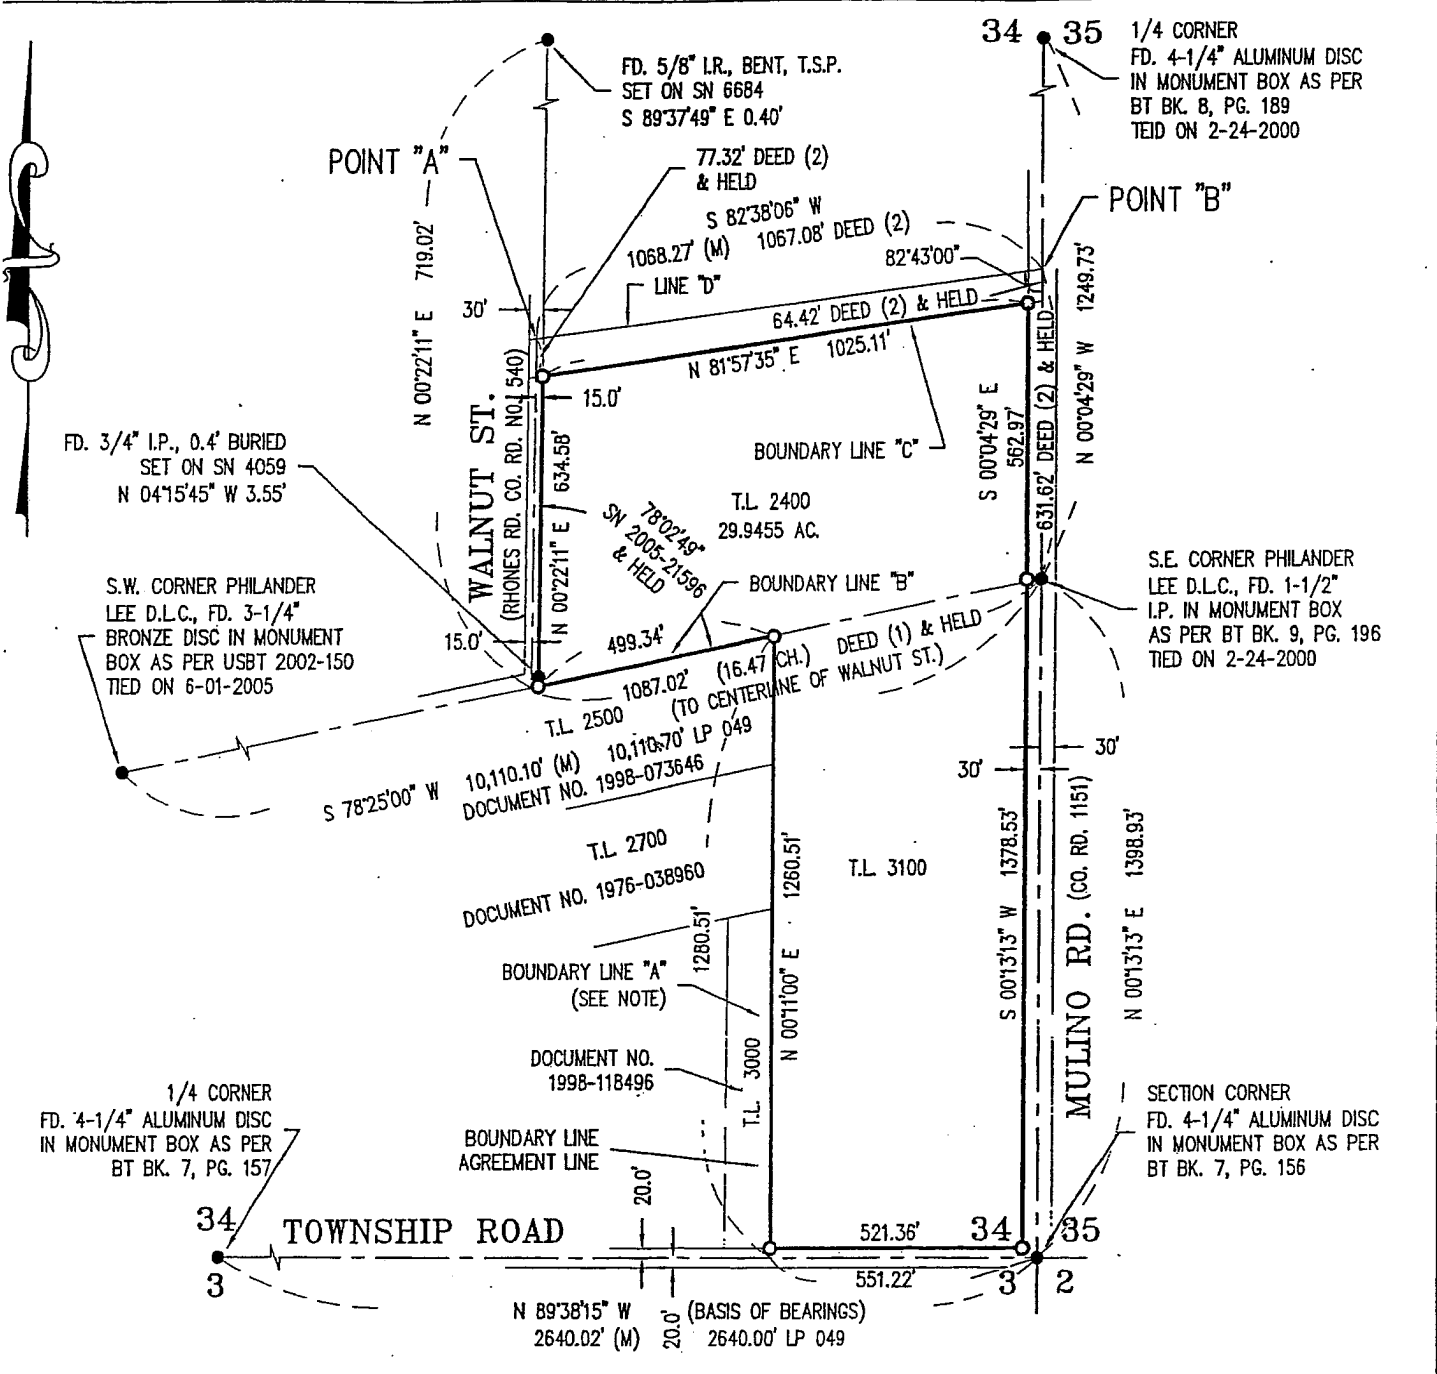 34 35
1/4 CORNER
FD. 4-1/4" ALUMINUM DISC
IN MONUMENT BOX AS PER
BT BK. 8, PG. 189
TEID ON 2-24-2000
FD. 5/8" I.R., BENT, T.S.P.
SET ON SN 6684
S 89°37'49" E 0.40'
POINT "A"
77.32' DEED (2)
& HELD
POINT "B"
S 82°38'06" W
1068.27' (M) 1067.08' DEED (2)
82°43'00"
LINE "D"
30'
64.42' DEED (2) & HELD
N 81°57'35" E 1025.11'
N 00°22'11" E 719.02'
N 00°04'29" W 1249.73'
15.0'
WALNUT ST.
(RHONES RD. CO. RD. NO. 540)
N 00°22'11" E 634.58'
S 00°04'29" E
562.97'
631.62' DEED (2) & HELD
BOUNDARY LINE "C"
FD. 3/4" I.P., 0.4' BURIED
SET ON SN 4059
N 04°15'45" W 3.55'
T.L. 2400
29.9455 AC.
78°02'49"
SN 2005-21596
& HELD
BOUNDARY LINE "B"
S.W. CORNER PHILANDER
LEE D.L.C., FD. 3-1/4"
BRONZE DISC IN MONUMENT
BOX AS PER USBT 2002-150
TIED ON 6-01-2005
S.E. CORNER PHILANDER
LEE D.L.C., FD. 1-1/2"
I.P. IN MONUMENT BOX
AS PER BT BK. 9, PG. 196
TIED ON 2-24-2000
15.0'
499.34'
1087.02' (16.47 CH.) DEED (1) & HELD
(TO CENTERLINE OF WALNUT ST.)
T.L. 2500
S 78°25'00" W 10,110.10' (M) 10,110.70' LP 049
DOCUMENT NO. 1998-073646
30'
30'
T.L. 2700
DOCUMENT NO. 1976-038960
T.L. 3100
1260.51'
N 00°11'00" E
1280.51'
S 00°13'13" W 1378.53'
MULINO RD. (CO. RD. 1151)
N 00°13'13" E 1398.93'
BOUNDARY LINE "A"
(SEE NOTE)
DOCUMENT NO.
1998-118496
T.L. 3000
BOUNDARY LINE
AGREEMENT LINE
1/4 CORNER
FD. 4-1/4" ALUMINUM DISC
IN MONUMENT BOX AS PER
BT BK. 7, PG. 157
SECTION CORNER
FD. 4-1/4" ALUMINUM DISC
IN MONUMENT BOX AS PER
BT BK. 7, PG. 156
20.0'
34
TOWNSHIP ROAD
521.36'
34 35
3
551.22'
3 2
N 89°38'15" W (BASIS OF BEARINGS)
2640.02' (M) 2640.00' LP 049
20.0'